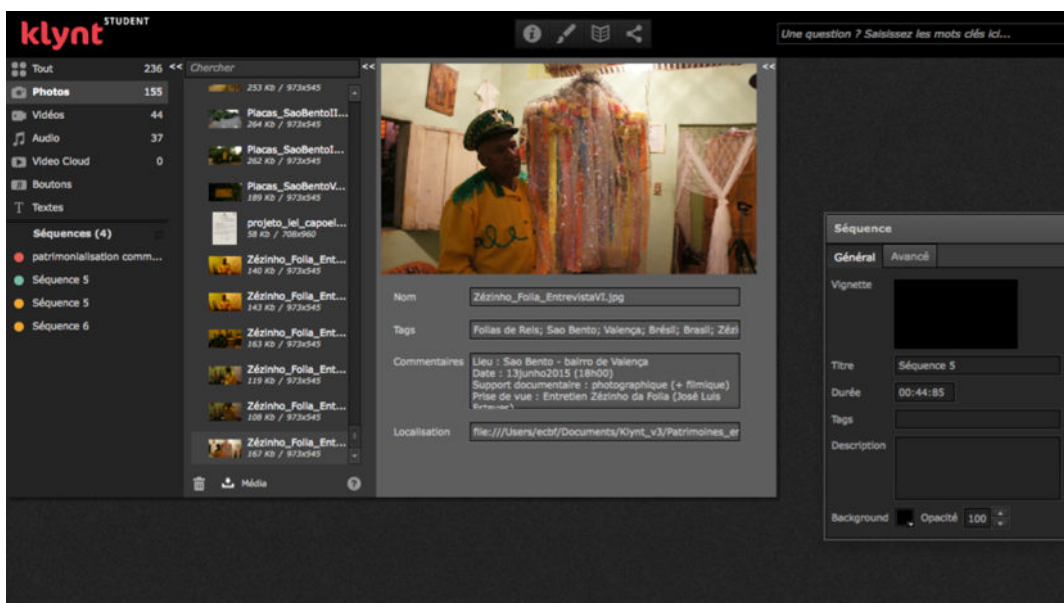 klynt STUDENT
Une question ? Saisissez les mots clés ici...
Tout 236
Photos 155
Vidéos 44
Audio 37
Video Cloud 0
Boutons
Textes
Séquences (4)
patrimonialisation comm...
Séquence 5
Séquence 5
Séquence 6
<< Chercher <<
253 Kb / 973x545
Placas_SaoBentoII...
264 Kb / 973x545
Placas_SaoBentoI...
262 Kb / 973x545
Placas_SaoBentoV...
189 Kb / 973x545
projeto_lei_capoei...
58 Kb / 708x960
Zézinho_Folia_Ent...
140 Kb / 973x545
Zézinho_Folia_Ent...
143 Kb / 973x545
Zézinho_Folia_Ent...
163 Kb / 973x545
Zézinho_Folia_Ent...
119 Kb / 973x545
Zézinho_Folia_Ent...
108 Kb / 973x545
Zézinho_Folia_Ent...
167 Kb / 973x545
Média
<<
Nom Zézinho_Folia_EntrevistaVI.jpg
Tags Folias de Reis; Sao Bento; Valença; Brésil; Brasil; Zézi
Commentaires Lieu : Sao Bento - bairro de Valença
Date : 13junho2015 (18h00)
Support documentaire : photographique (+ filmique)
Prise de vue : Entretien Zézinho da Folia (José Luis
Esteves)
Localisation file:///Users/ecbf/Documents/Klynt_v3/Patrimoines_er
Séquence
Général Avancé
Vignette
Titre Séquence 5
Durée 00:44:85
Tags
Description
Background Opacité 100